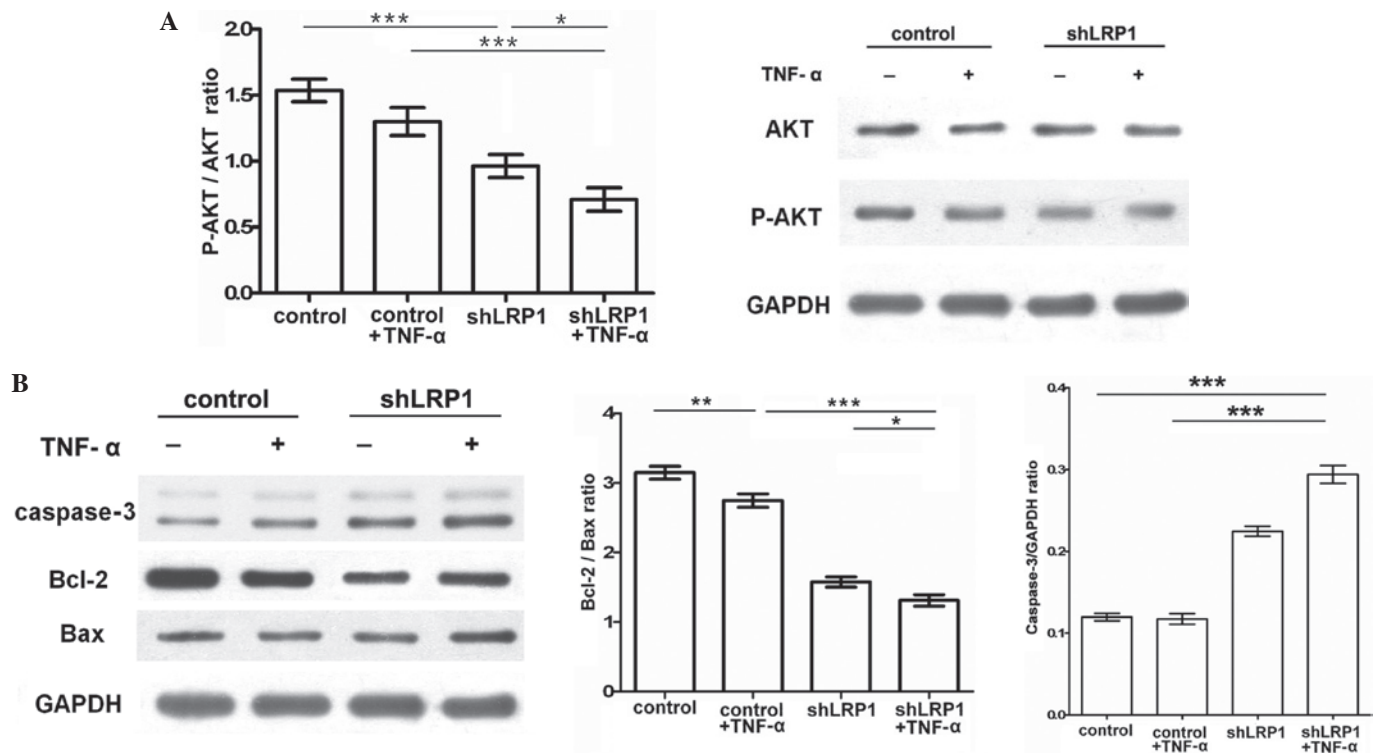 A
P-AKT / AKT ratio
2.0
1.5
1.0
0.5
0.0
***
*
***
control
control
+TNF-α
shLRP1
shLRP1
+TNF-α
control
shLRP1
TNF- α
–
+
–
+
AKT
P-AKT
GAPDH
B
control
shLRP1
TNF- α
–
+
–
+
caspase-3
Bcl-2
Bax
GAPDH
Bcl-2 / Bax ratio
4
3
2
1
0
**
***
*
control
control
+TNF-α
shLRP1
shLRP1
+TNF-α
Caspase-3/GAPDH ratio
0.4
0.3
0.2
0.1
0.0
***
***
control
control
+TNF-α
shLRP1
shLRP1
+TNF-α